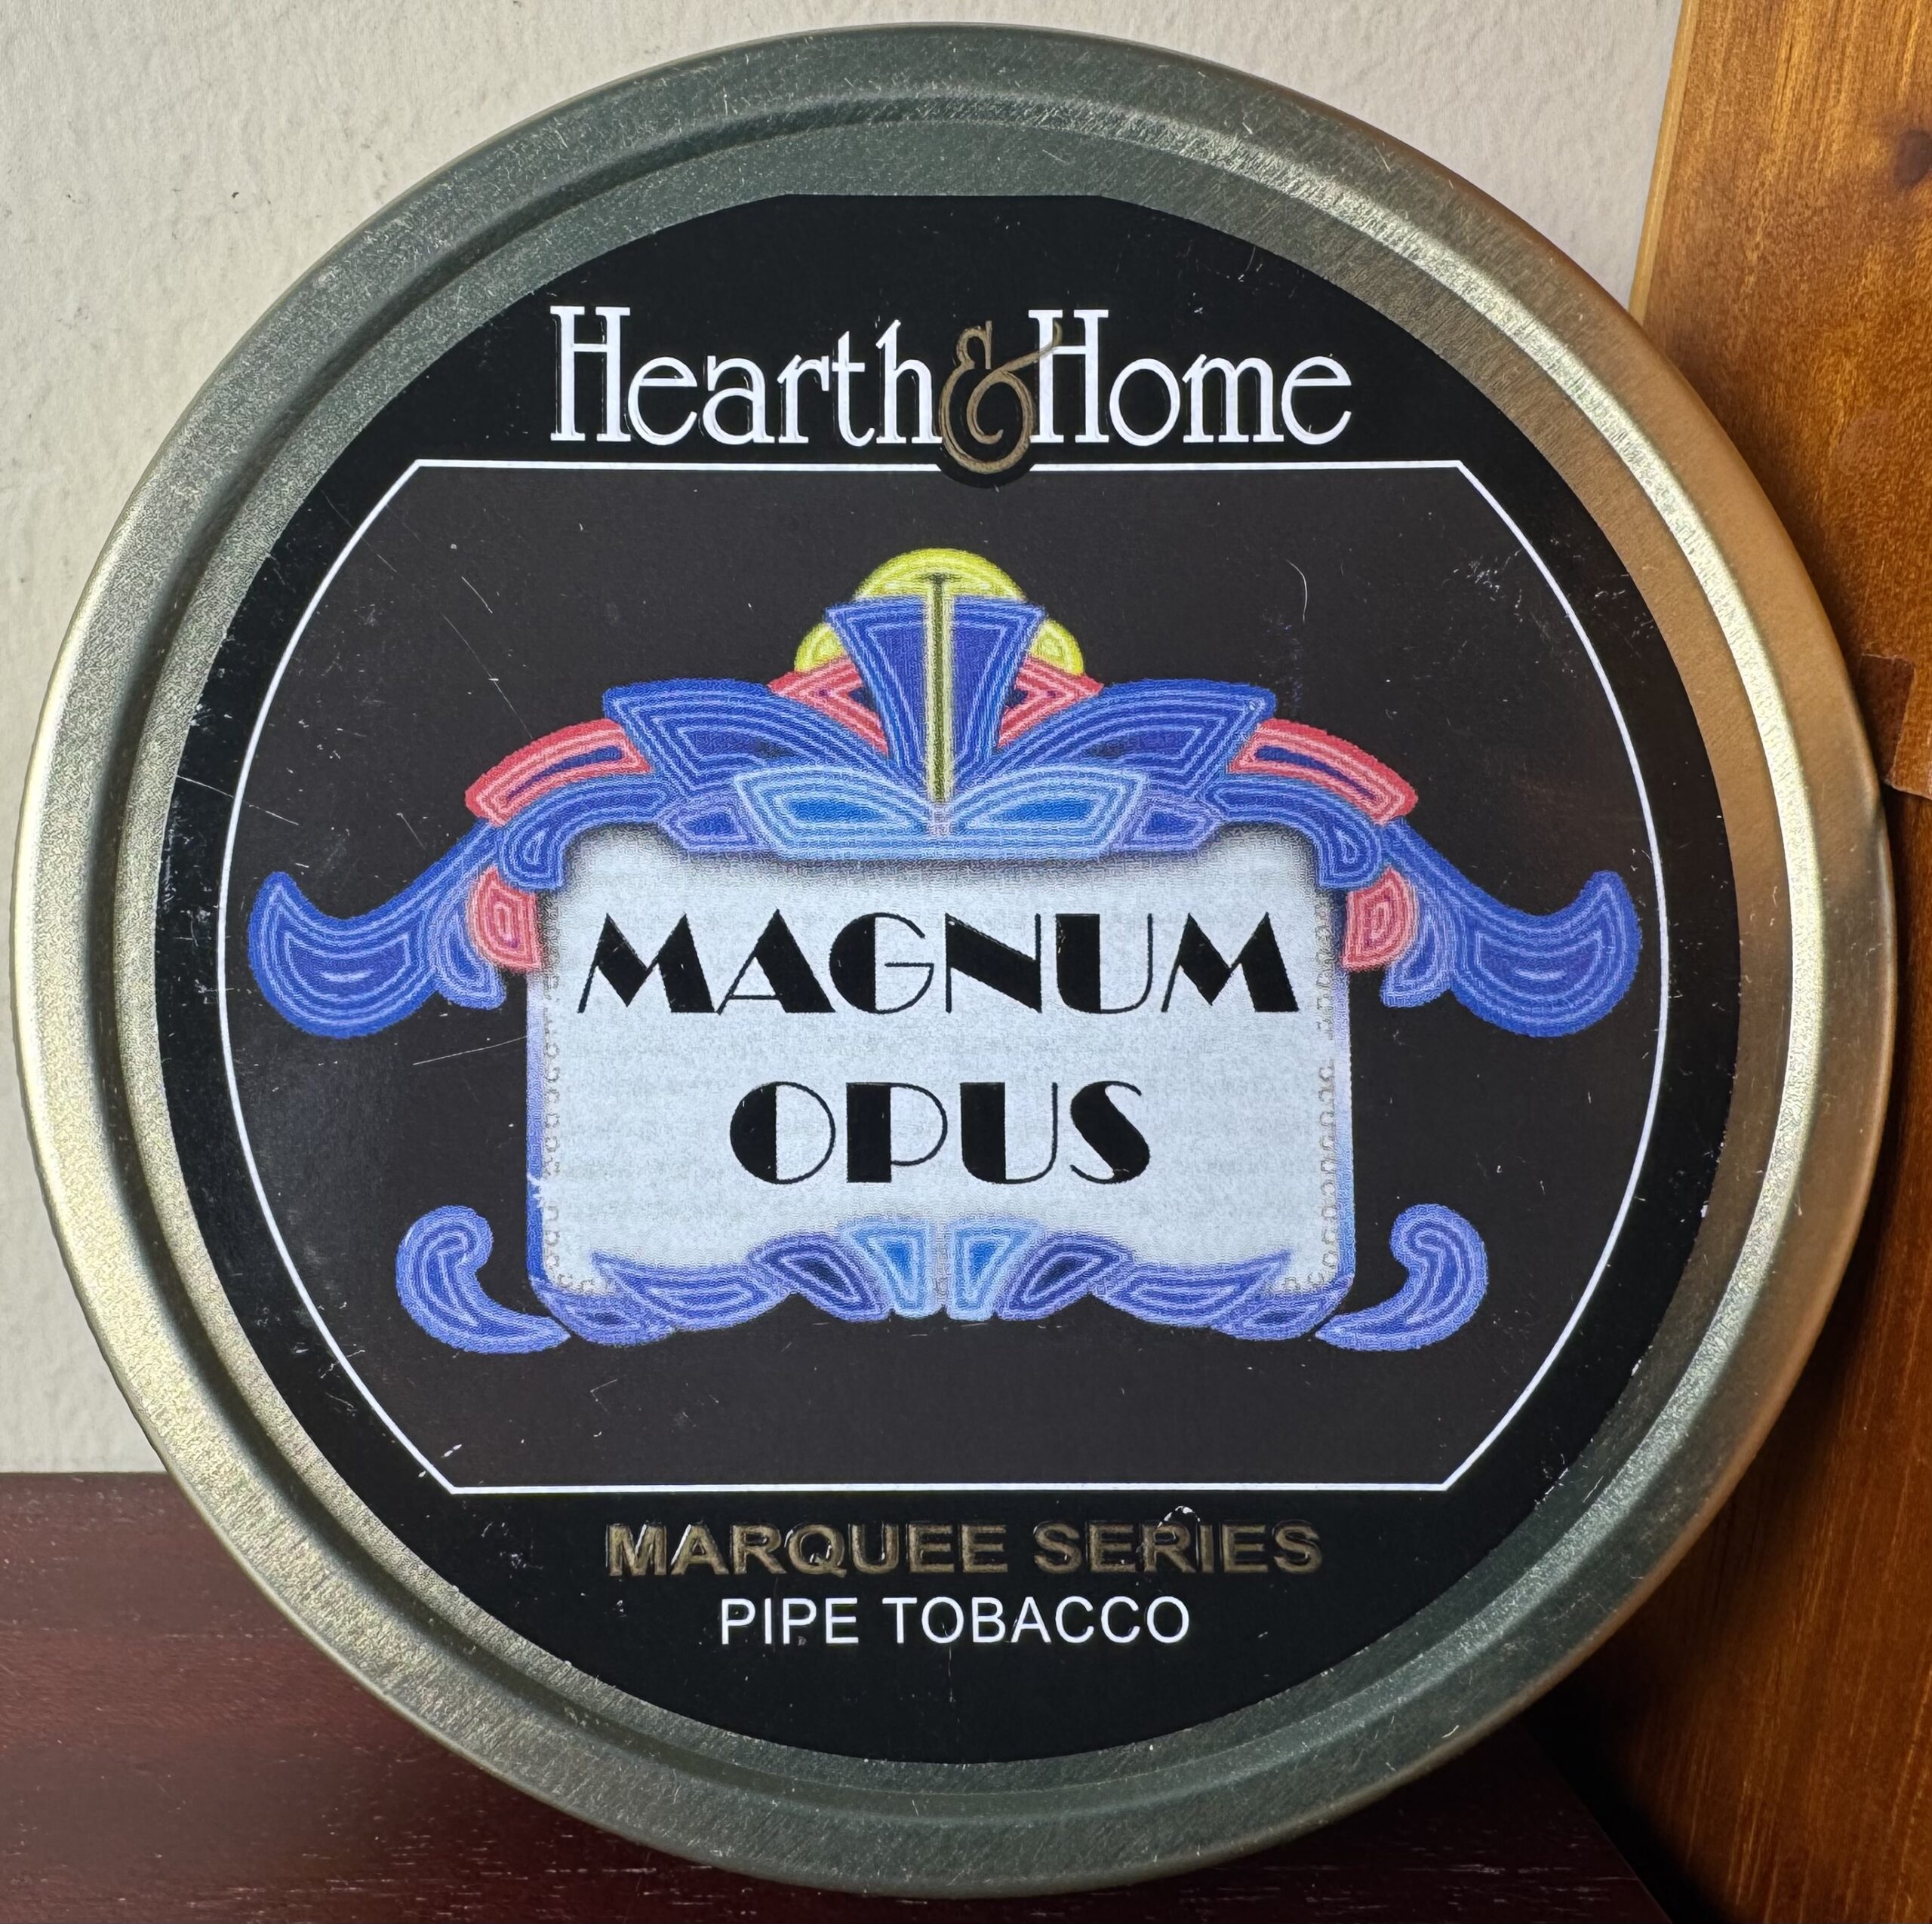 Hearth & Home
MAGNUM
OPUS
MARQUEE SERIES
PIPE TOBACCO